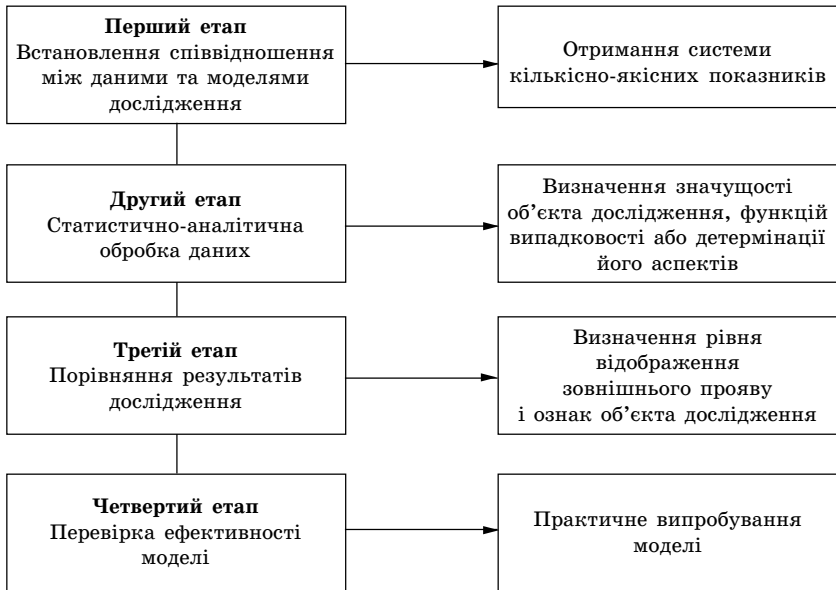 Перший етап
Встановлення співвідношення
між даними та моделями
дослідження
Отримання системи
кількісно-якісних показників
Другий етап
Статистично-аналітична
обробка даних
Визначення значущості
об’єкта дослідження, функцій
випадковості або детермінації
його аспектів
Третій етап
Порівняння результатів
дослідження
Визначення рівня
відображення
зовнішнього прояву
і ознак об’єкта дослідження
Четвертий етап
Перевірка ефективності
моделі
Практичне випробування
моделі